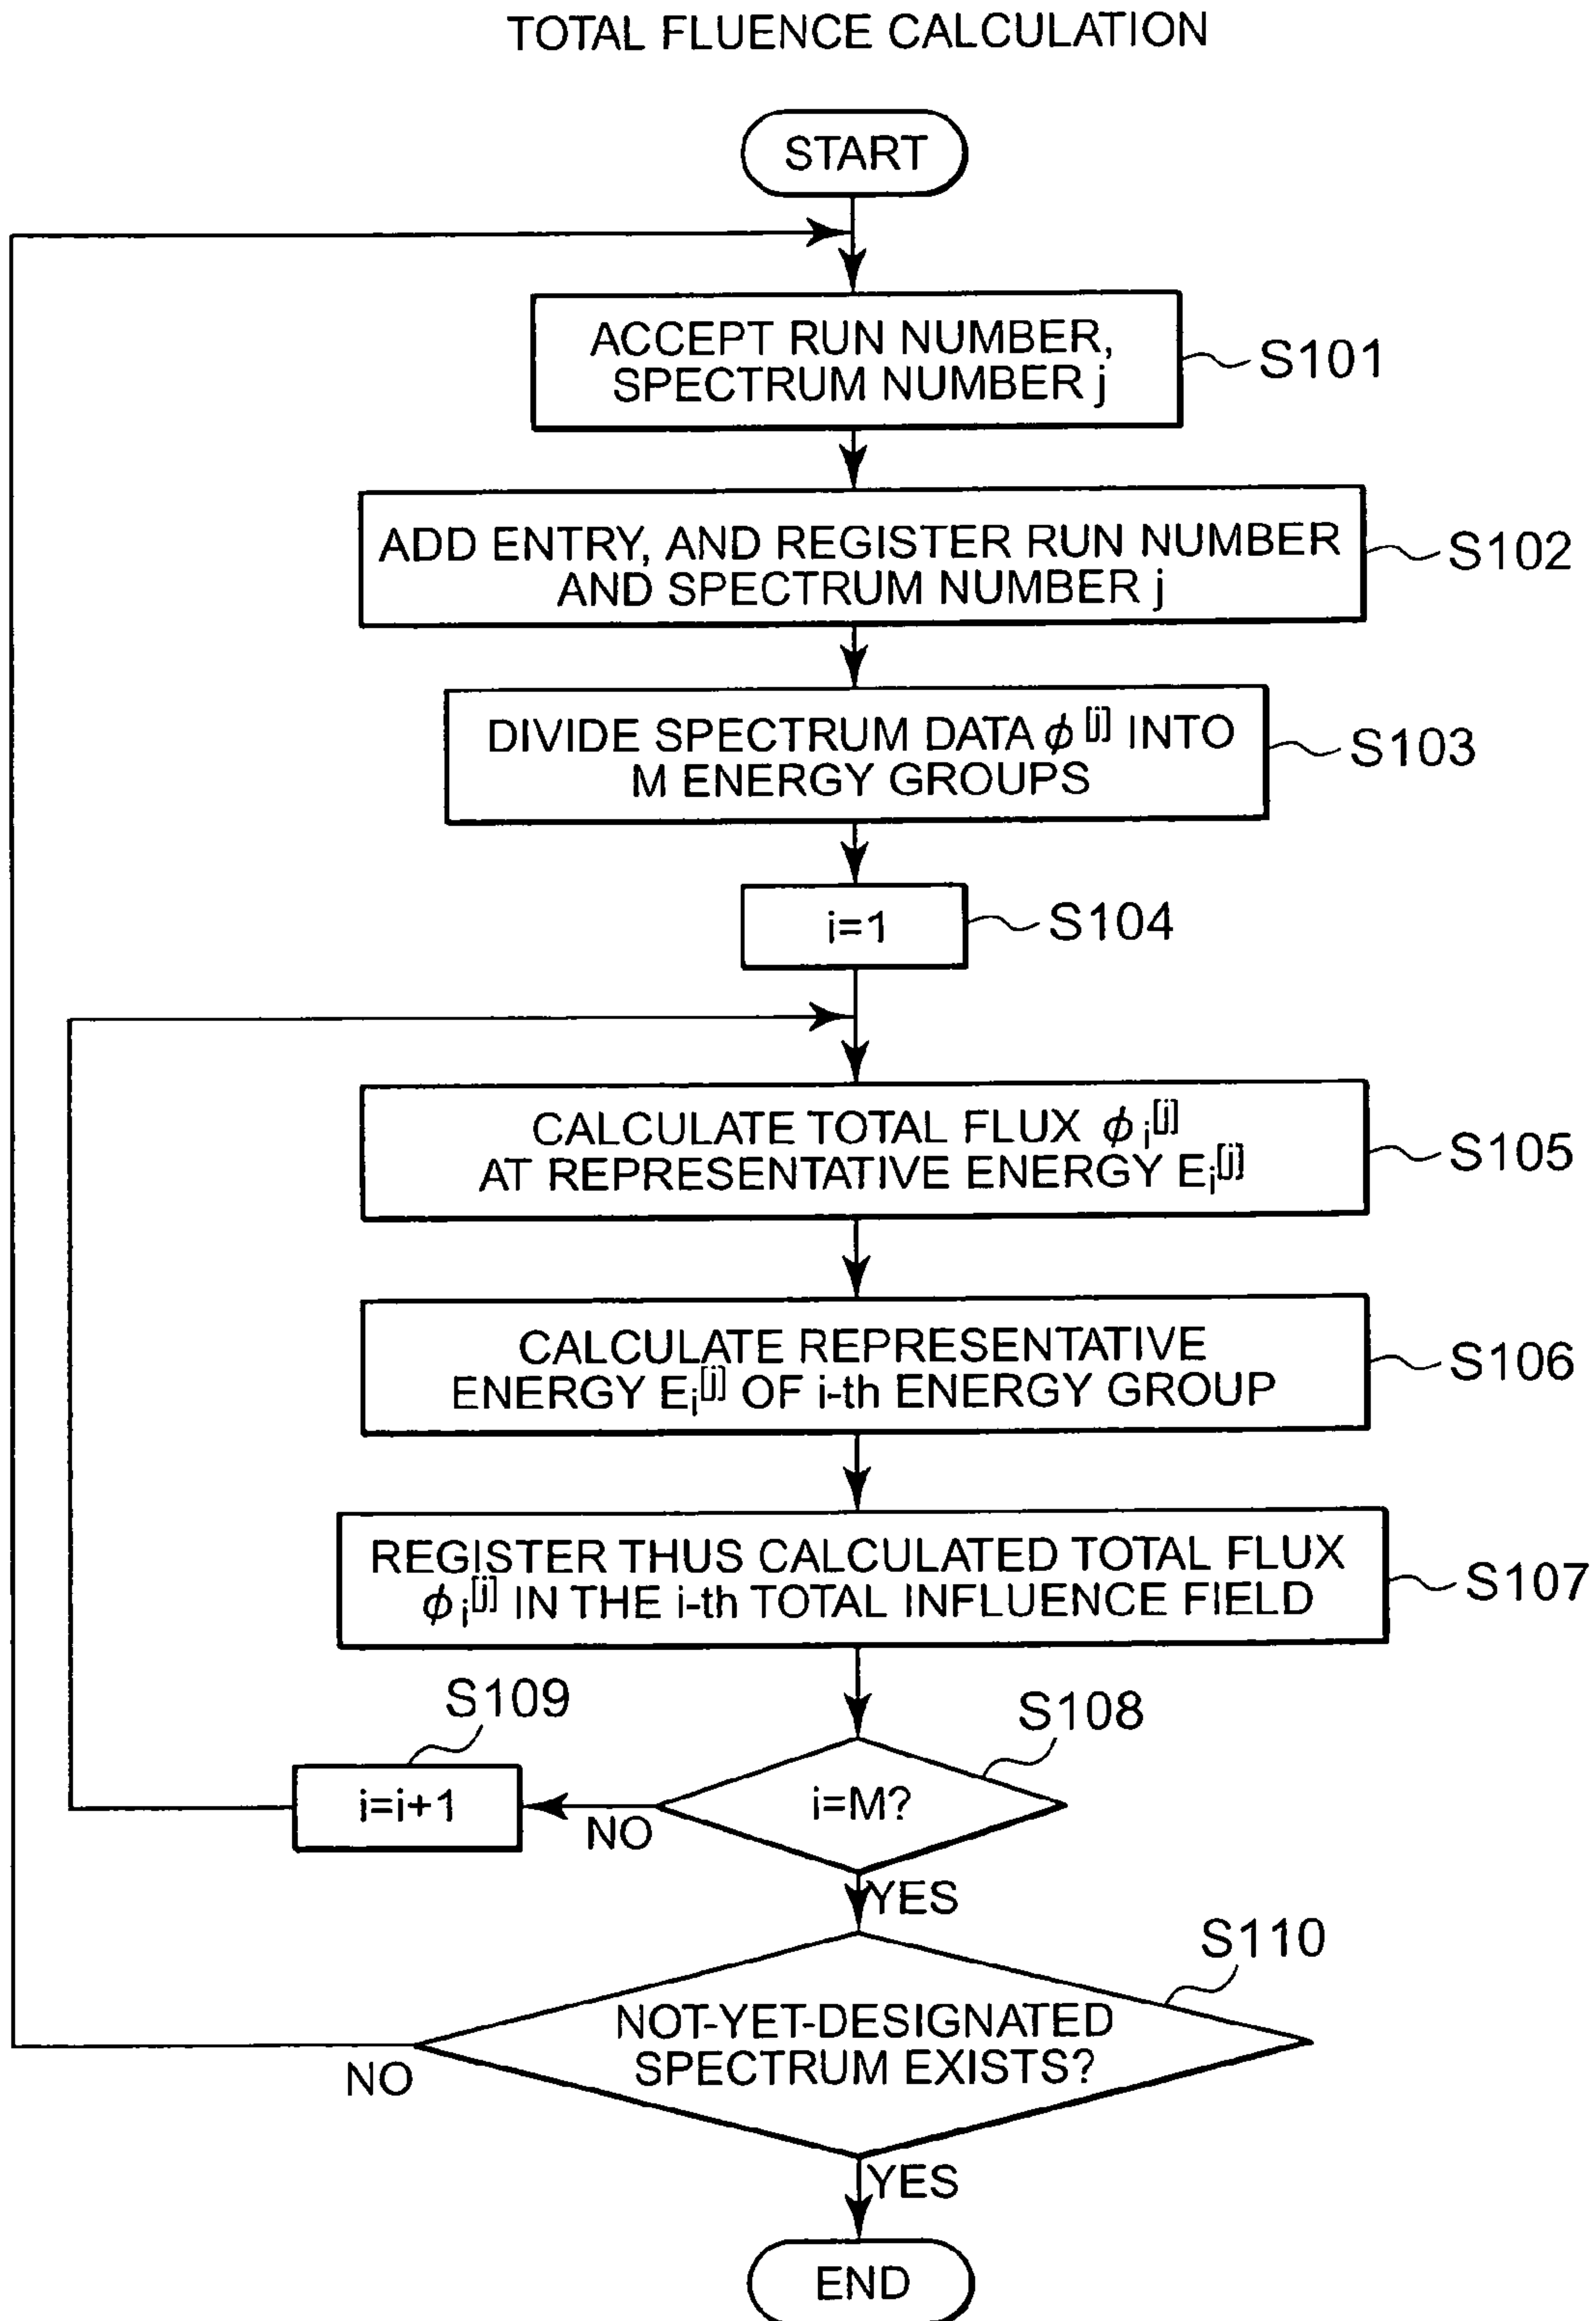 TOTAL FLUENCE CALCULATION
START
ACCEPT RUN NUMBER,
SPECTRUM NUMBER j
S101
ADD ENTRY, AND REGISTER RUN NUMBER
AND SPECTRUM NUMBER j
S102
DIVIDE SPECTRUM DATA ϕ[j] INTO
M ENERGY GROUPS
S103
i=1
S104
CALCULATE TOTAL FLUX ϕi[j]
AT REPRESENTATIVE ENERGY Ei[j]
S105
CALCULATE REPRESENTATIVE
ENERGY Ei[j] OF i-th ENERGY GROUP
S106
REGISTER THUS CALCULATED TOTAL FLUX
ϕi[j] IN THE i-th TOTAL INFLUENCE FIELD
S107
S109
S108
i=i+1
i=M?
NO
YES
S110
NOT-YET-DESIGNATED
SPECTRUM EXISTS?
NO
YES
END